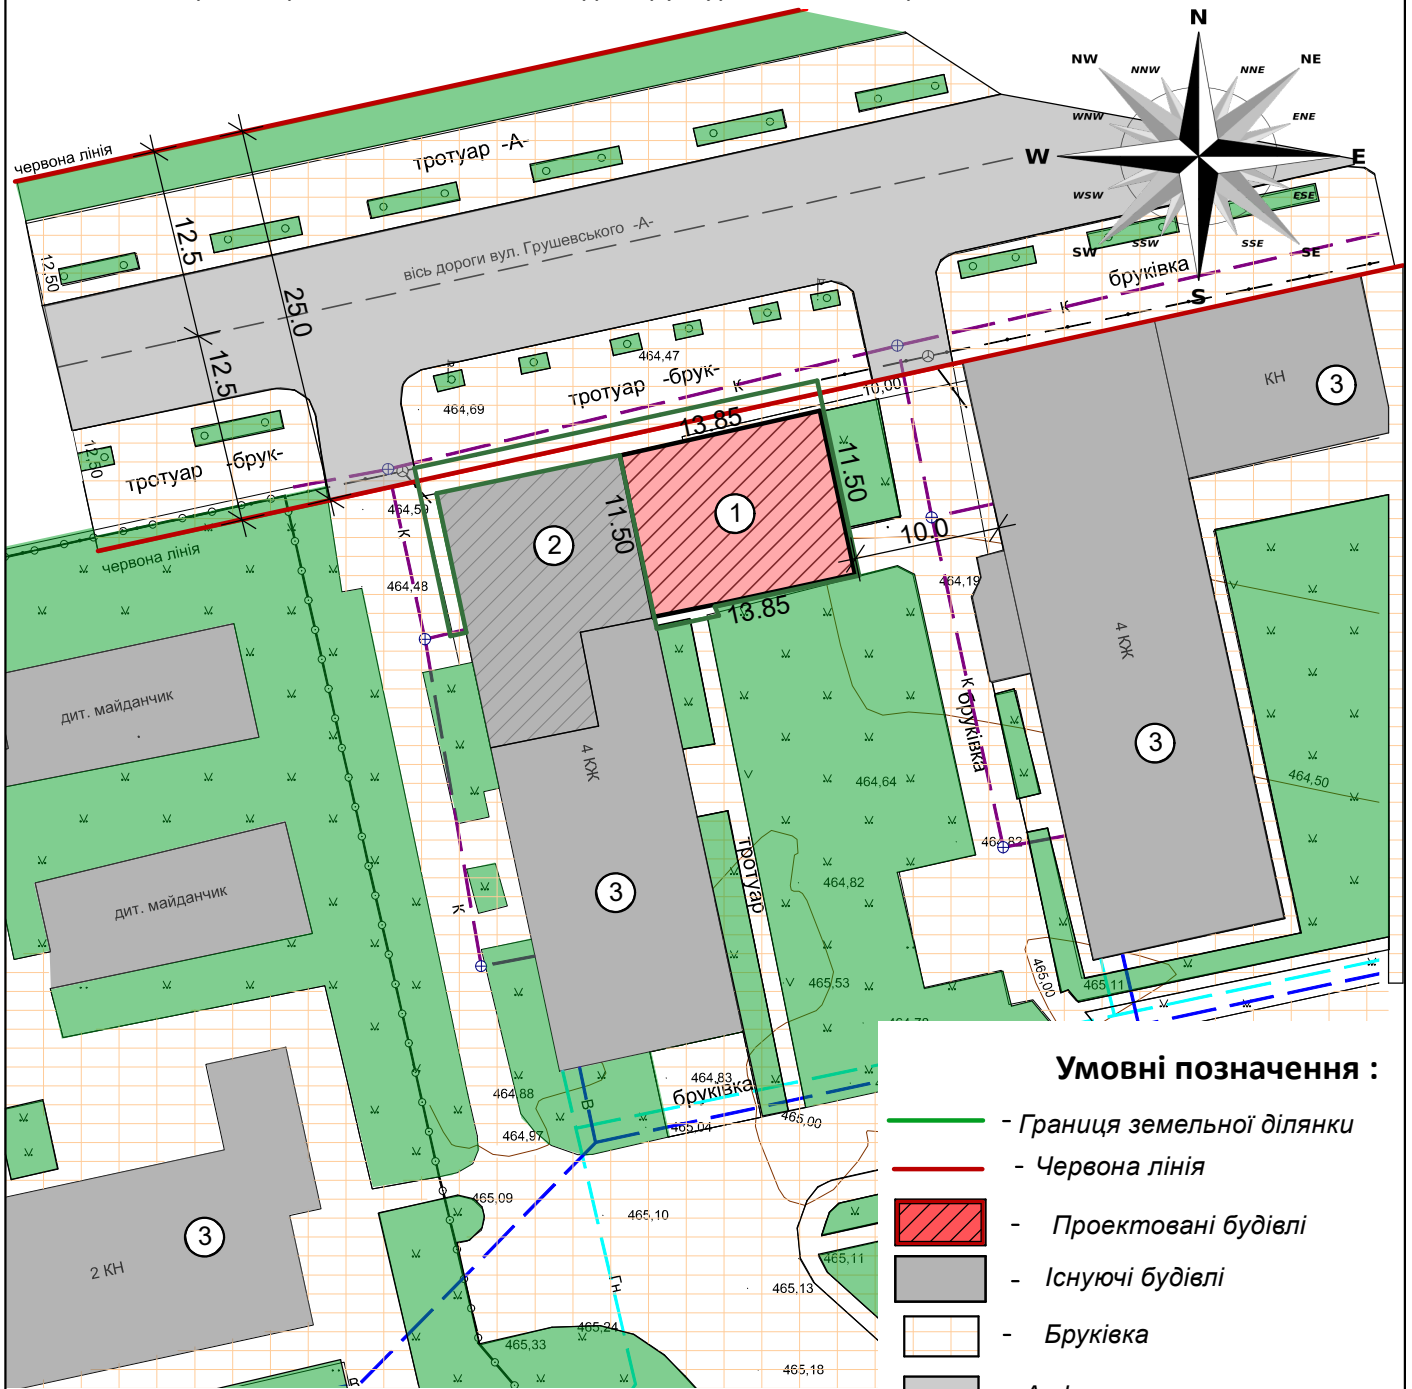 N
NW
NNW
NNE
NE
WNW
ENE
W
E
WSW
ESE
SW
SSW
SSE
SE
S
червона лінія
тротуар -А-
12.5
12,50
вісь дороги вул. Грушевського -А-
25.0
бруківка
К
12.5
464,47
тротуар -брук-
К
10,00
КН
3
464,69
13.85
12,50
тротуар -брук-
11.50
464,59
11.50
1
2
К
10.0
червона лінія
464,48
464,19
13.85
4 КЖ
дит. майданчик
4 КЖ
К бруківка
3
464,64
464,50
464,82
тротуар
464,82
дит. майданчик
3
К
465,00
465,53
465,11
464,83
бруківка
464,88
В
465,04
465,00
464,97
465,09
465,10
3
2 КН
465,11
Гн
465,13
465,24
465,33
465,18
В
Умовні позначення :
- Границя земельної ділянки
- Червона лінія
- Проектовані будівлі
- Існуючі будівлі
- Бруківка